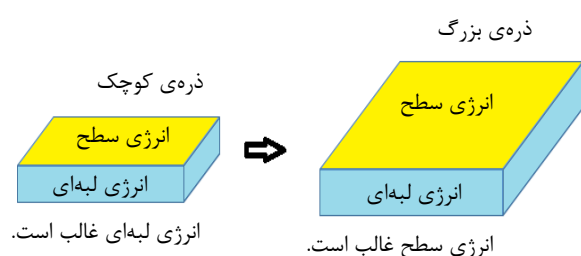 ذره‌ی بزرگ
انرژی سطح
انرژی لبه‌ای
انرژی سطح غالب است.
ذره‌ی کوچک
انرژی سطح
انرژی لبه‌ای
انرژی لبه‌ای غالب است.